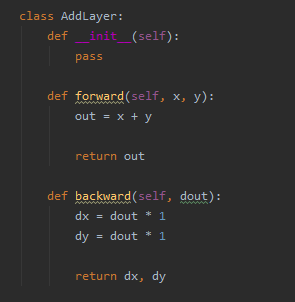 class AddLayer:
    def __init__(self):
        pass

    def forward(self, x, y):
        out = x + y

        return out

    def backward(self, dout):
        dx = dout * 1
        dy = dout * 1

        return dx, dy